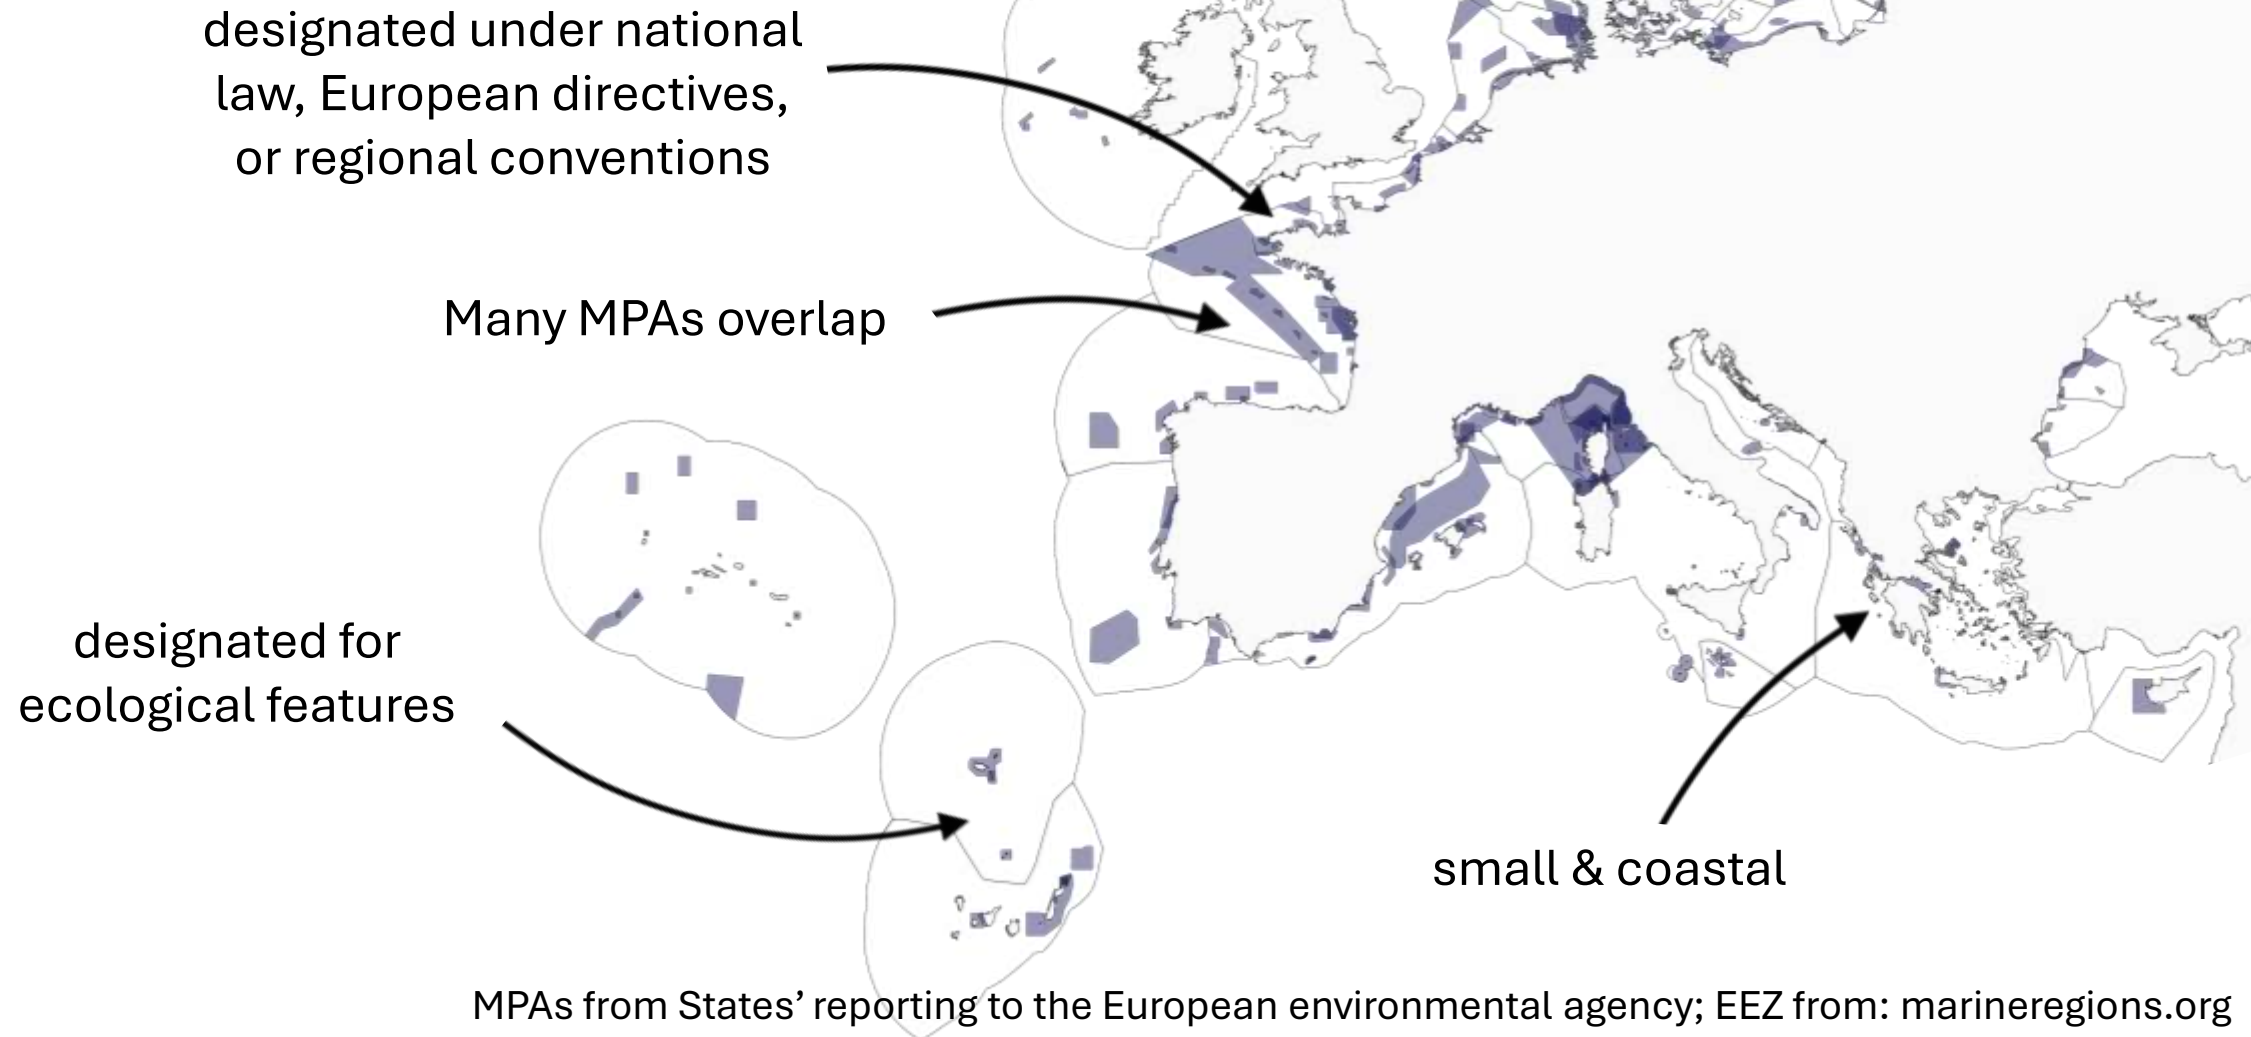 designated under national
law, European directives,
or regional conventions
Many MPAs overlap
designated for
ecological features
small & coastal
MPAs from States’ reporting to the European environmental agency; EEZ from: marineregions.org